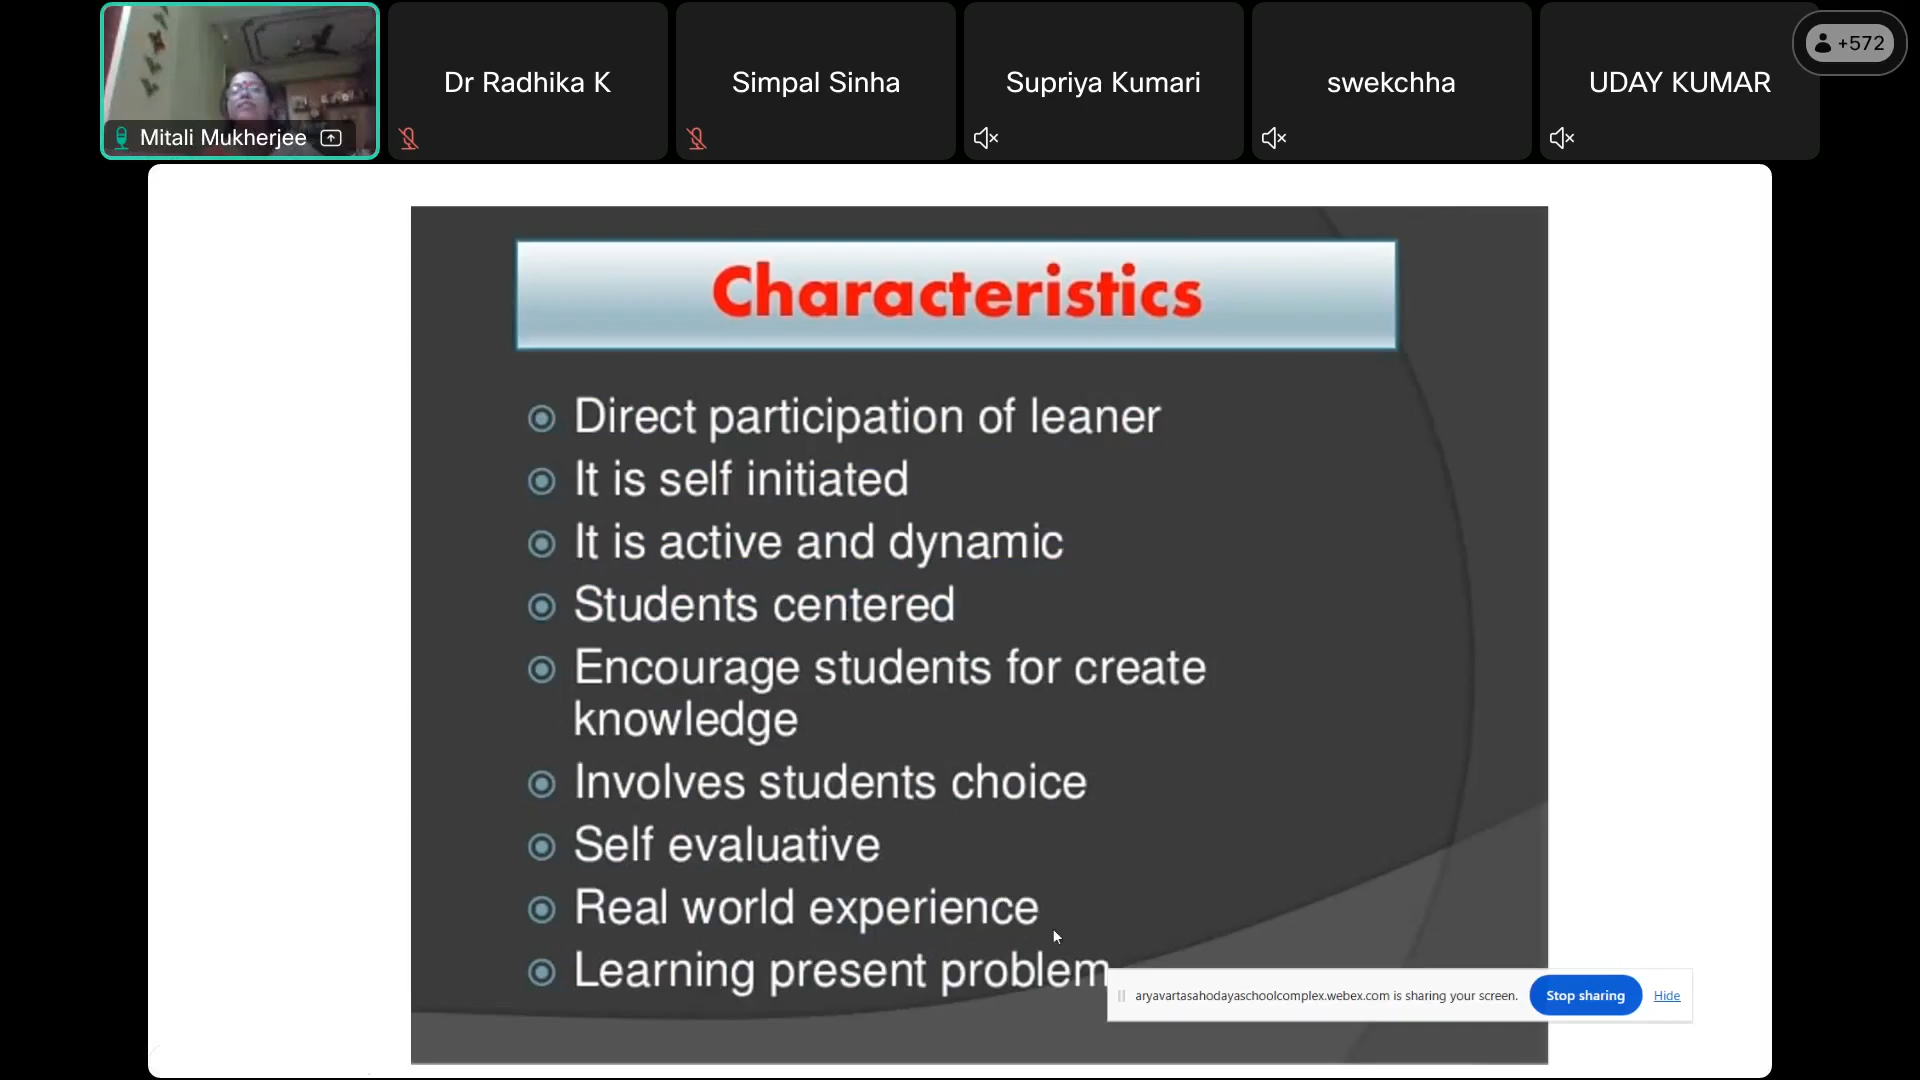 Mitali Mukherjee
Dr Radhika K
Simpal Sinha
Supriya Kumari
swekchha
UDAY KUMAR
+572
Characteristics
Direct participation of leaner
It is self initiated
It is active and dynamic
Students centered
Encourage students for create
knowledge
Involves students choice
Self evaluative
Real world experience
Learning present problem
aryavartasahodayaschoolcomplex.webex.com is sharing your screen.
Stop sharing
Hide